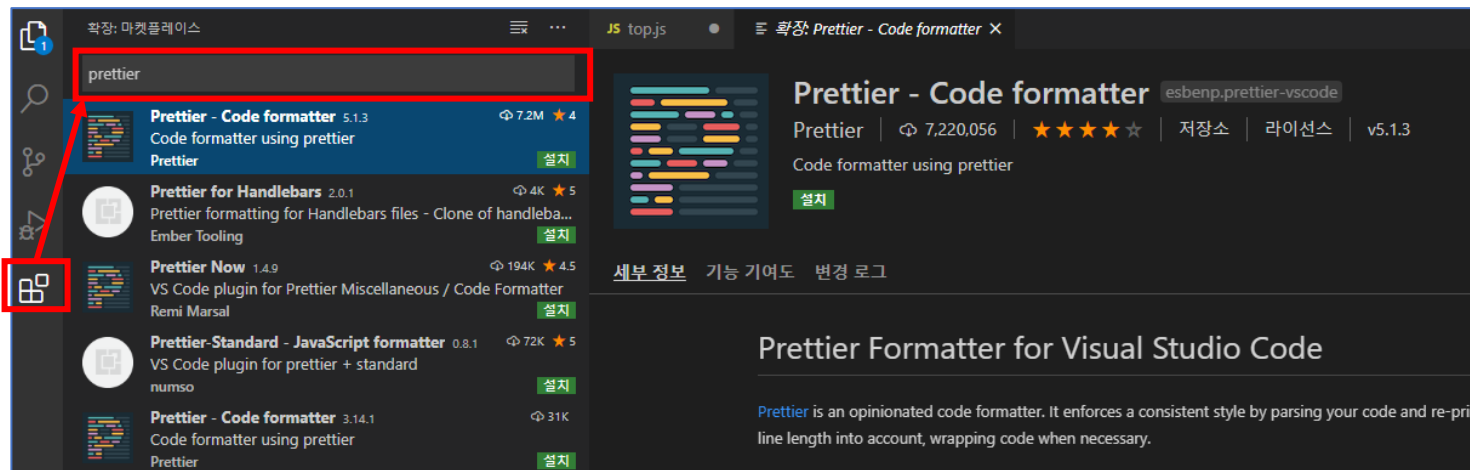 확장: 마켓플레이스
prettier
Prettier - Code formatter 5.1.3 7.2M ★ 4
Code formatter using prettier
Prettier 설치
Prettier for Handlebars 2.0.1 4K ★ 5
Prettier formatting for Handlebars files - Clone of handleba...
Ember Tooling 설치
Prettier Now 1.4.9 194K ★ 4.5
VS Code plugin for Prettier Miscellaneous / Code Formatter
Remi Marsal 설치
Prettier-Standard - JavaScript formatter 0.8.1 72K ★ 5
VS Code plugin for prettier + standard
numso 설치
Prettier - Code formatter 3.14.1 31K
Code formatter using prettier
Prettier 설치
1
JS top.js
확장: Prettier - Code formatter
Prettier - Code formatter esbenp.prettier-vscode
Prettier 7,220,056 ★★★★☆ 저장소 라이선스 v5.1.3
Code formatter using prettier
설치
세부 정보 기능 기여도 변경 로그
Prettier Formatter for Visual Studio Code
Prettier is an opinionated code formatter. It enforces a consistent style by parsing your code and re-pri
line length into account, wrapping code when necessary.